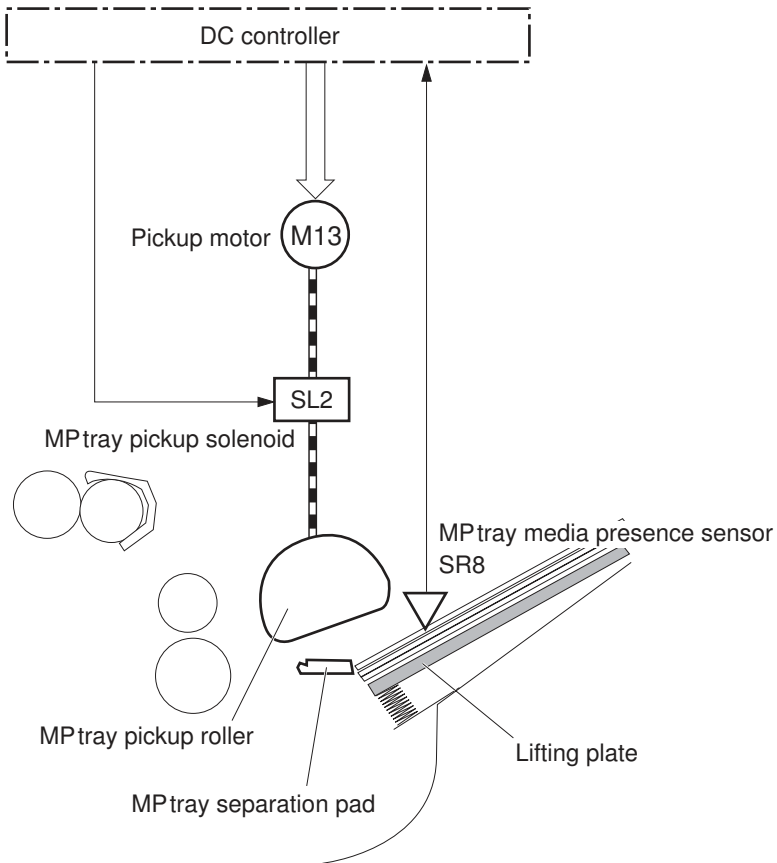 DC controller
Pickup motor
M13
SL2
MP tray pickup solenoid
MP tray media presence sensor
SR8
MP tray pickup roller
Lifting plate
MP tray separation pad